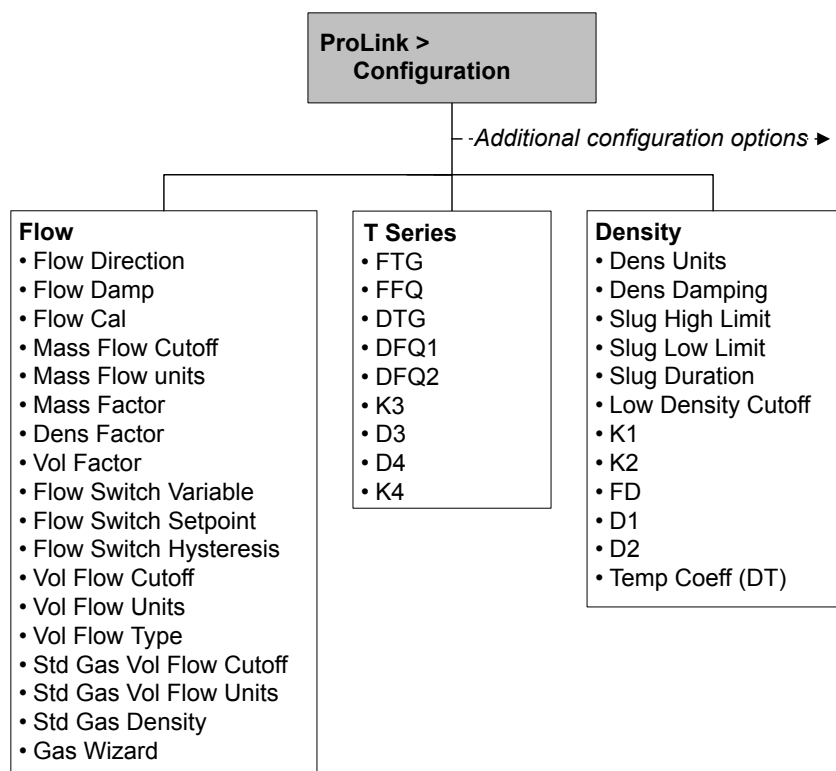 ProLink >
Configuration
Additional configuration options
Flow
• Flow Direction
• Flow Damp
• Flow Cal
• Mass Flow Cutoff
• Mass Flow units
• Mass Factor
• Dens Factor
• Vol Factor
• Flow Switch Variable
• Flow Switch Setpoint
• Flow Switch Hysteresis
• Vol Flow Cutoff
• Vol Flow Units
• Vol Flow Type
• Std Gas Vol Flow Cutoff
• Std Gas Vol Flow Units
• Std Gas Density
• Gas Wizard
T Series
• FTG
• FFQ
• DTG
• DFQ1
• DFQ2
• K3
• D3
• D4
• K4
Density
• Dens Units
• Dens Damping
• Slug High Limit
• Slug Low Limit
• Slug Duration
• Low Density Cutoff
• K1
• K2
• FD
• D1
• D2
• Temp Coeff (DT)